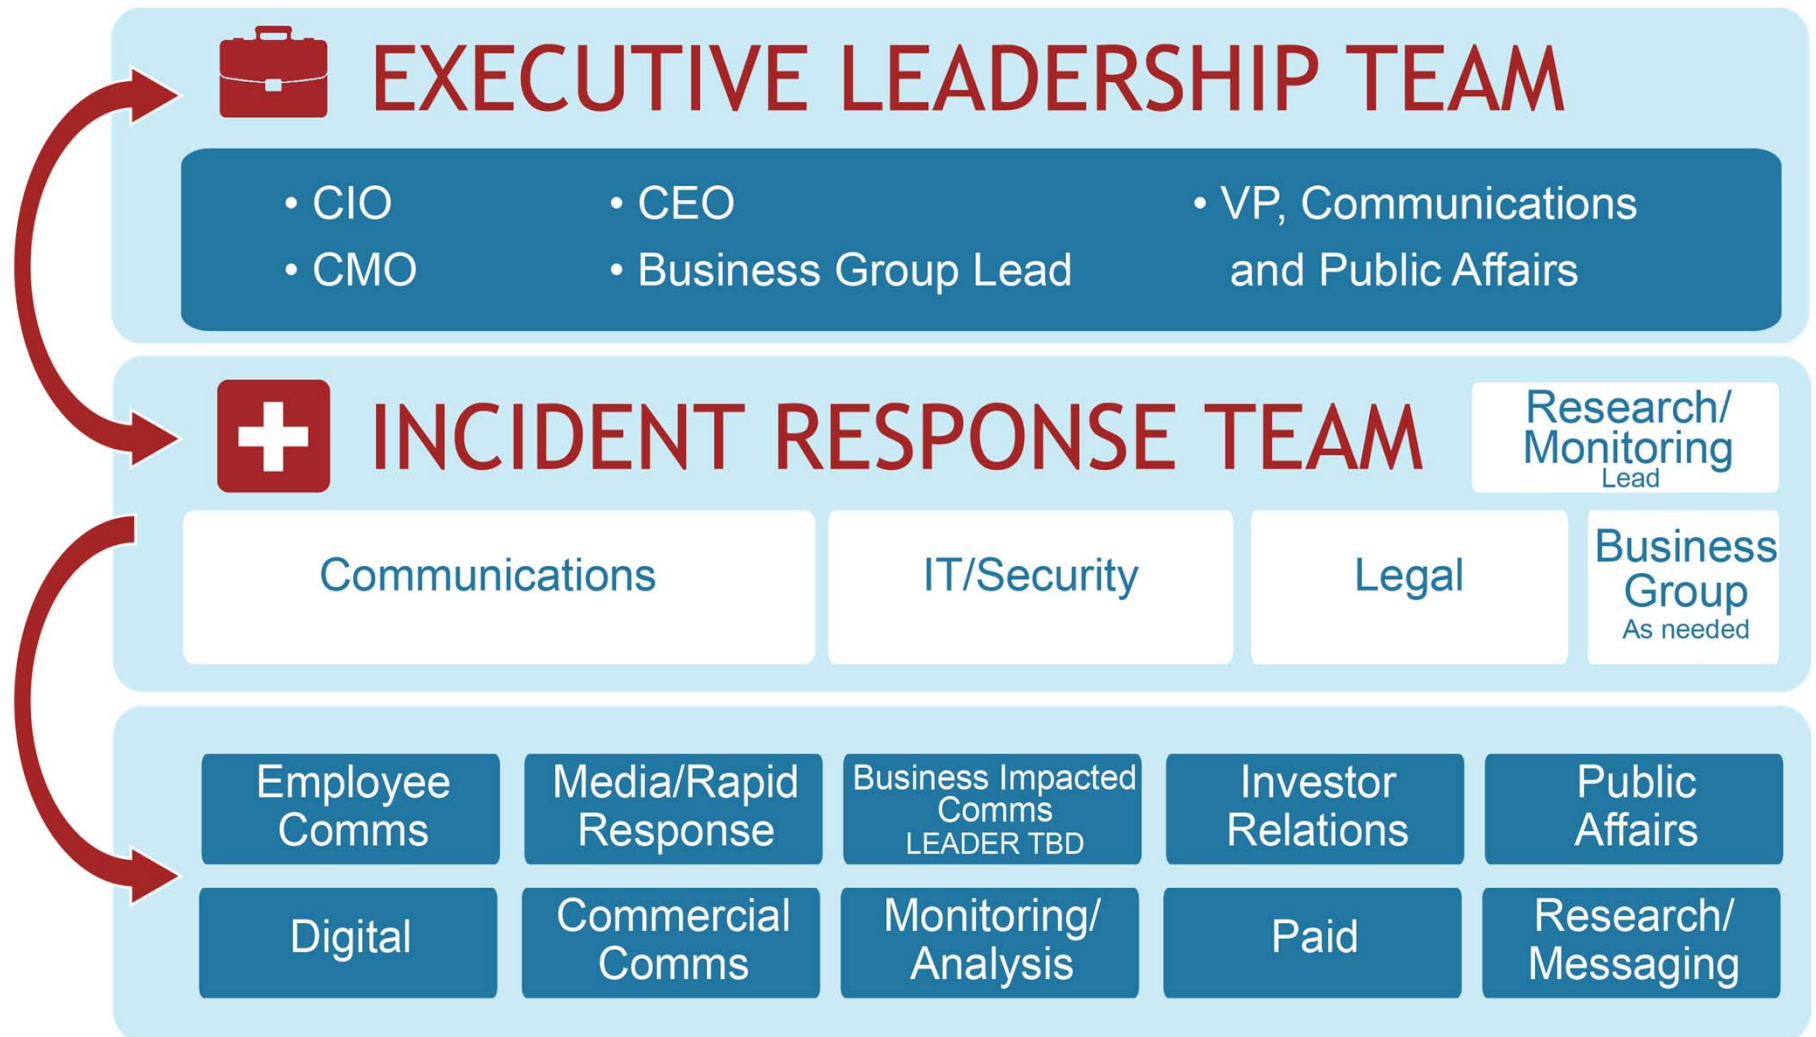 EXECUTIVE LEADERSHIP TEAM
• CIO
• CMO
• CEO
• Business Group Lead
• VP, Communications
and Public Affairs
INCIDENT RESPONSE TEAM
Research/
Monitoring
Lead
Communications
IT/Security
Legal
Business
Group
As needed
Employee
Comms
Media/Rapid
Response
Business Impacted
Comms
LEADER TBD
Investor
Relations
Public
Affairs
Digital
Commercial
Comms
Monitoring/
Analysis
Paid
Research/
Messaging